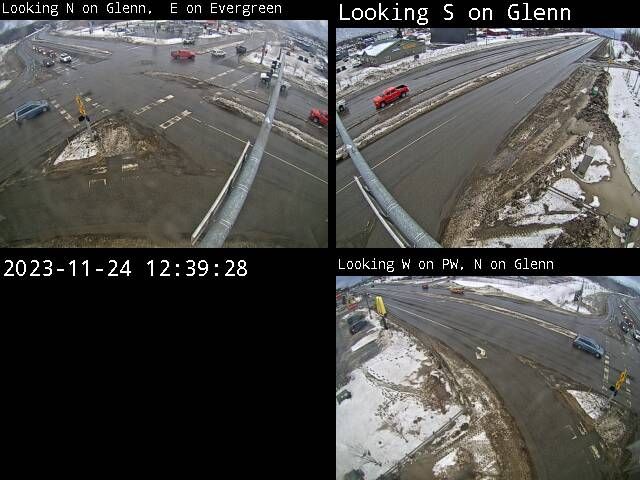 Looking N on Glenn,  E on Evergreen
Looking S on Glenn
2023-11-24 12:39:28
Looking W on PW, N on Glenn